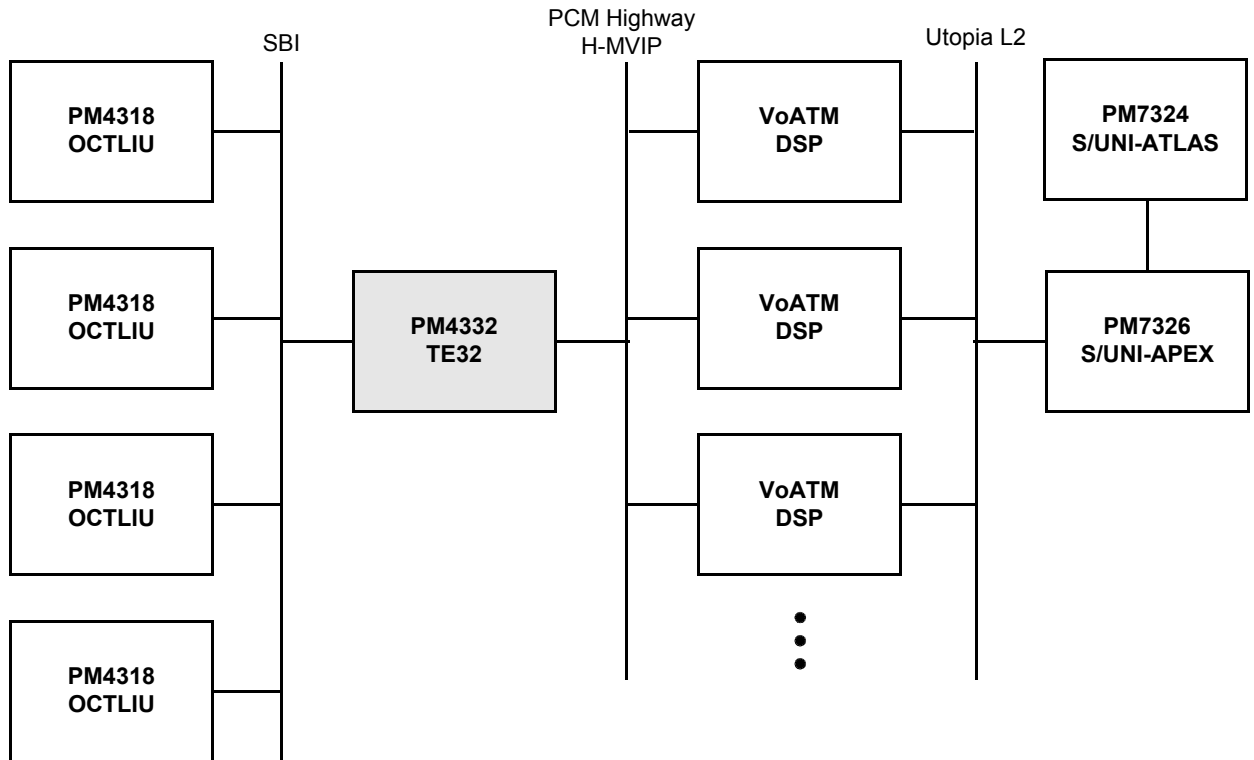 PCM Highway
H-MVIP
SBI
Utopia L2
PM4318
OCTLIU
VoATM
DSP
PM7324
S/UNI-ATLAS
PM4318
OCTLIU
PM4332
TE32
VoATM
DSP
PM7326
S/UNI-APEX
PM4318
OCTLIU
VoATM
DSP
PM4318
OCTLIU